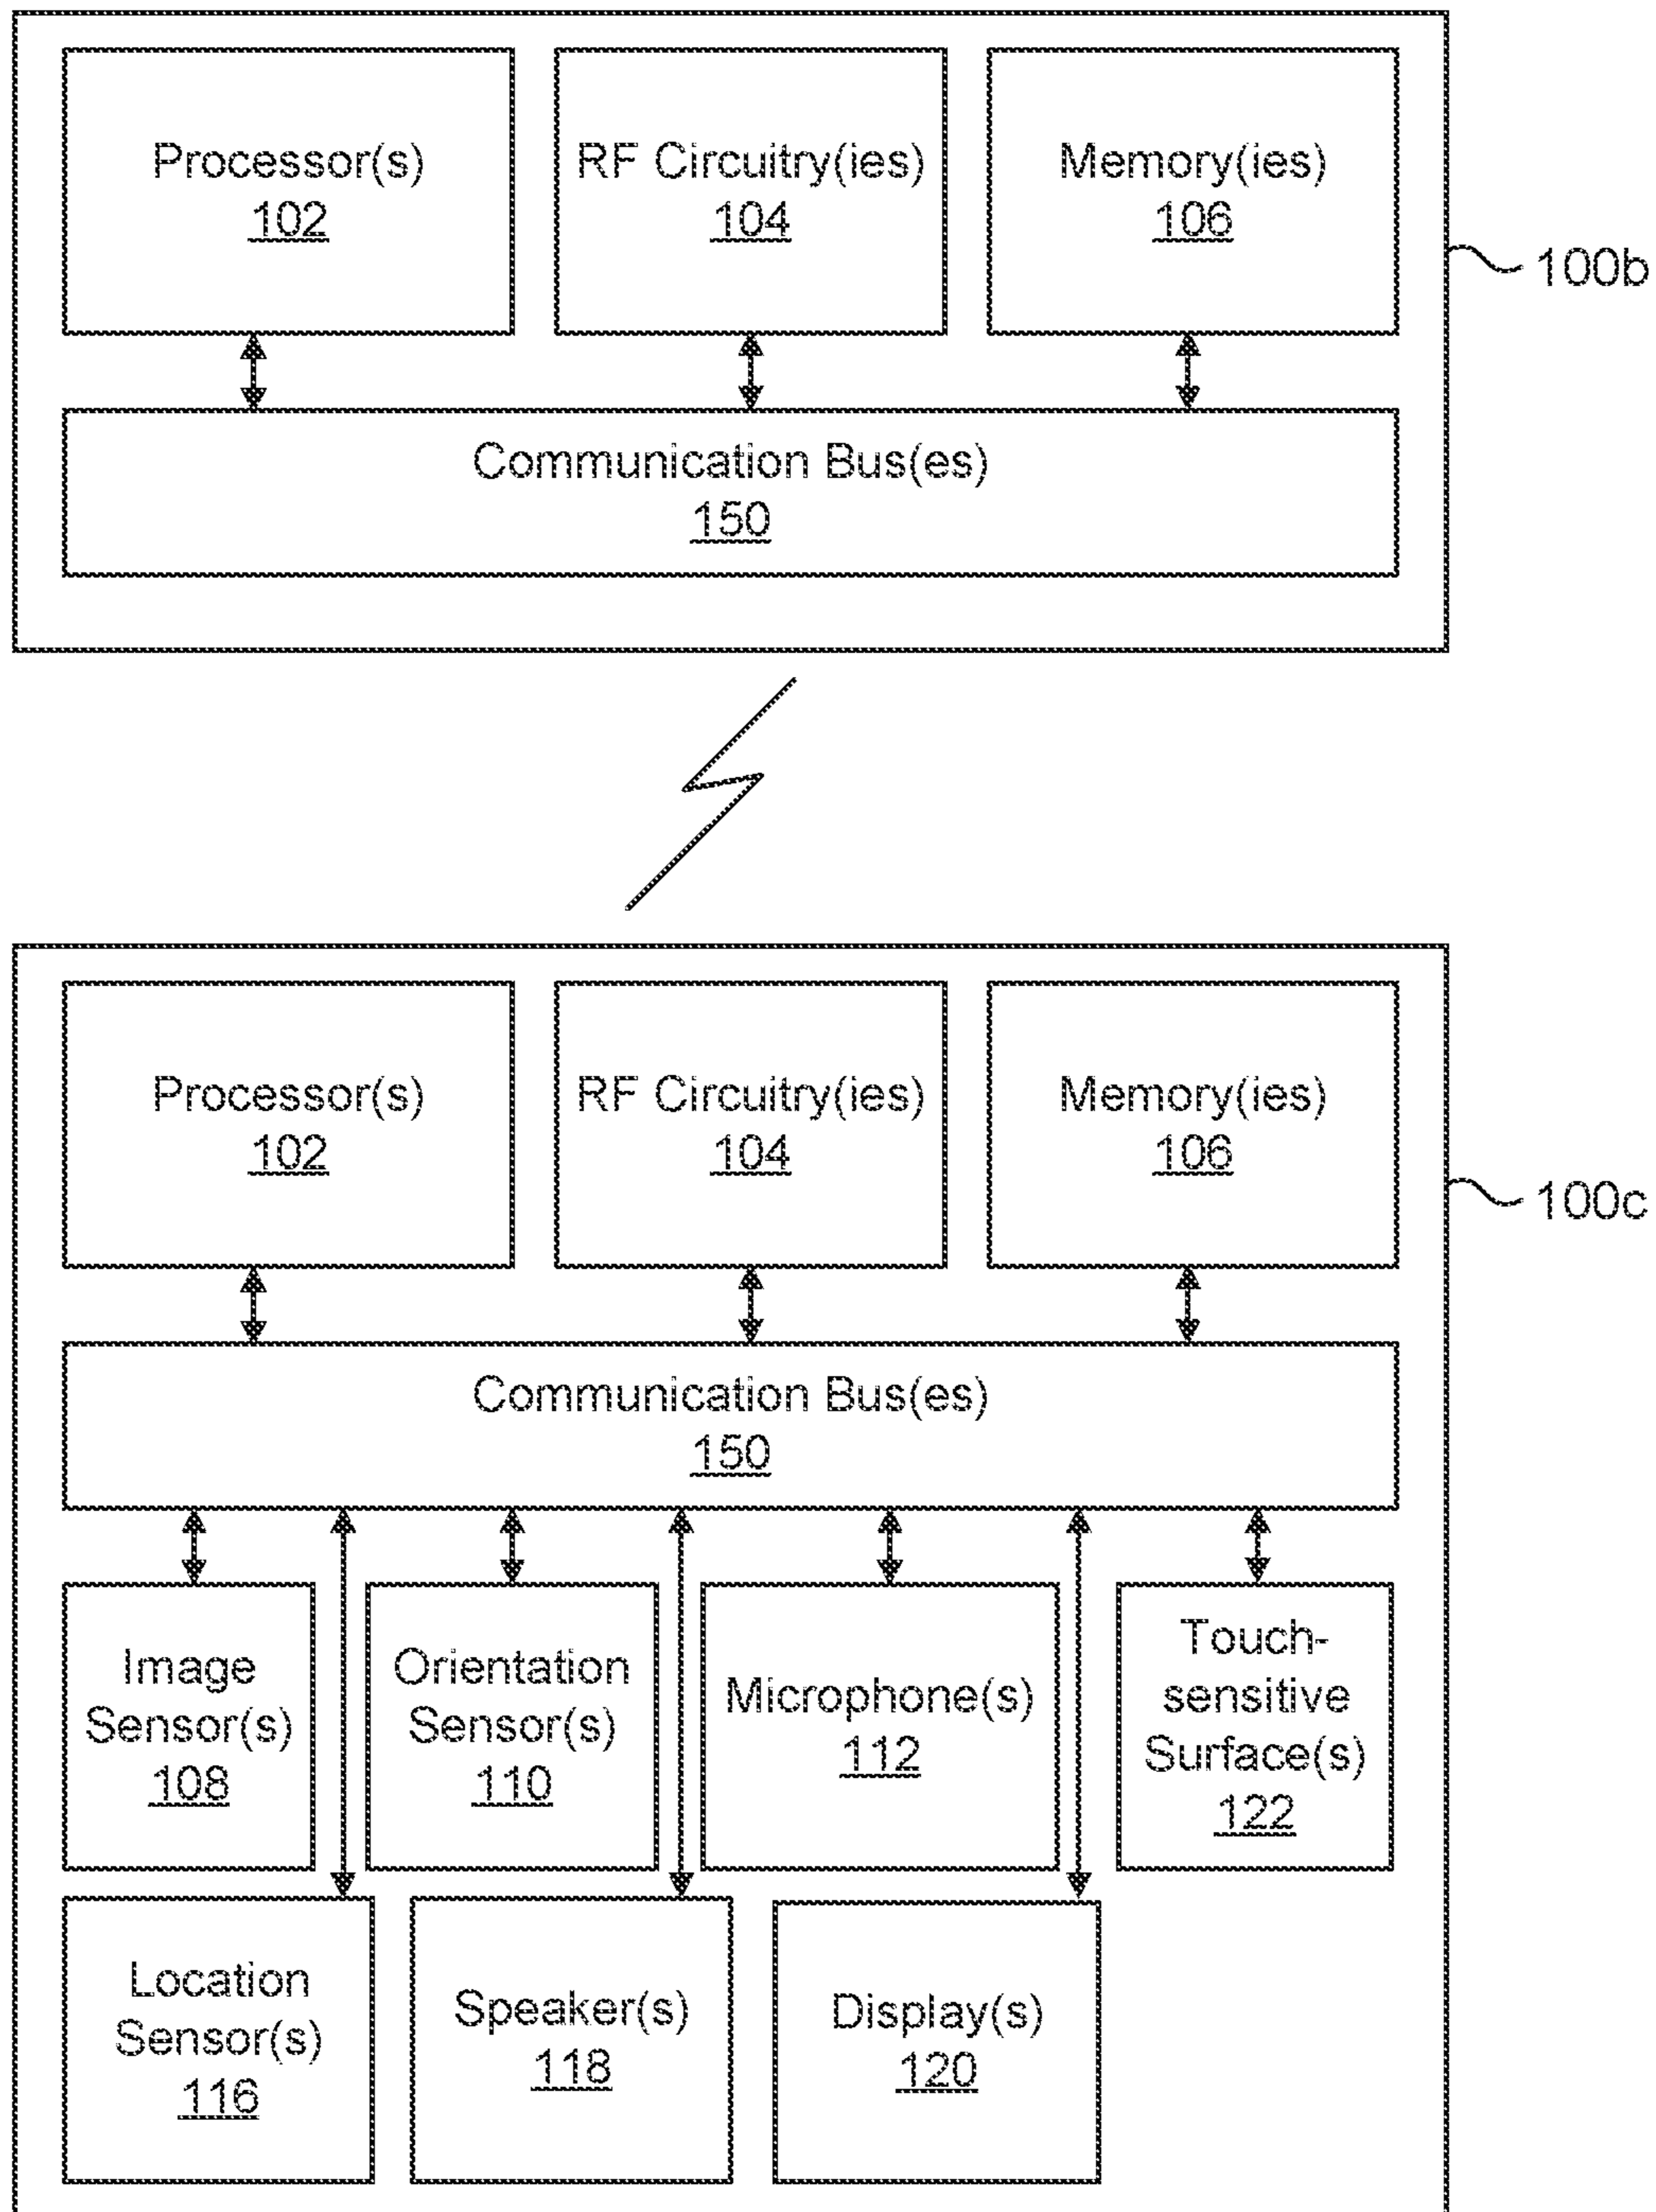 Processor(s)
102
RF Circuitry(ies)
104
Memory(ies)
106
100b
Communication Bus(es)
150
Processor(s)
102
RF Circuitry(ies)
104
Memory(ies)
106
100c
Communication Bus(es)
150
Image
Sensor(s)
108
Orientation
Sensor(s)
110
Microphone(s)
112
Touch-
sensitive
Surface(s)
122
Location
Sensor(s)
116
Speaker(s)
118
Display(s)
120